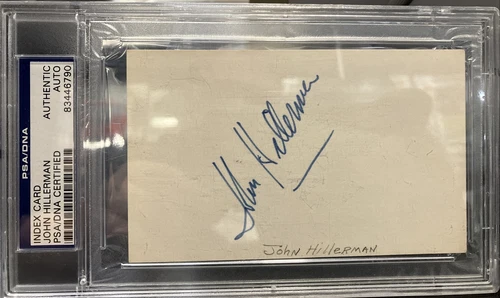 PSA/DNA
INDEX CARD
JOHN HILLERMAN
PSA/DNA CERTIFIED
AUTHENTIC
AUTO
83446790
John Hillerman
John Hillerman